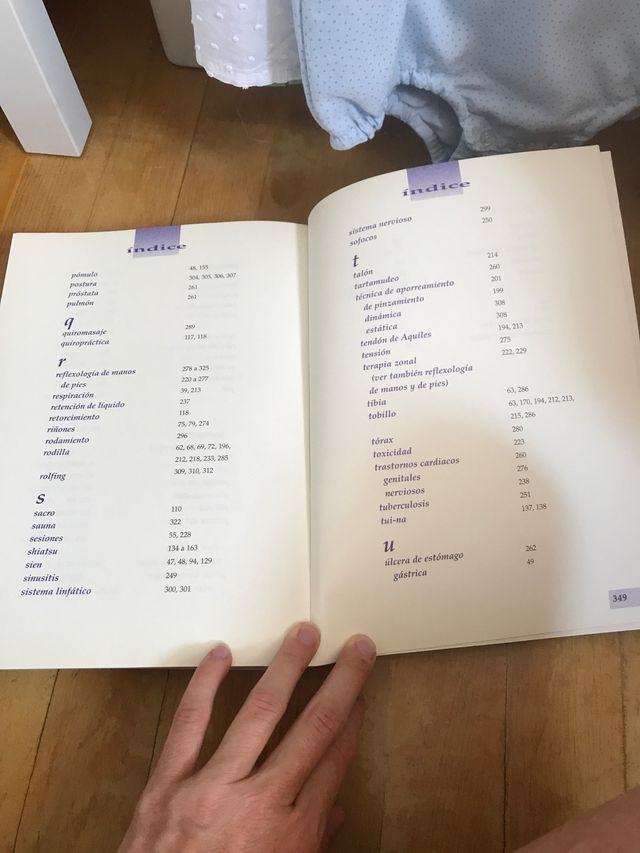 índice
pómulo 48, 155
postura 304, 305, 306, 307
próstata 261
pulmón 261
q
quiromasaje 289
quiropráctica 117, 118
r
reflexología de manos 278 a 325
de pies 220 a 277
respiración 39, 213
retención de líquido 237
retorcimiento 118
riñones 75, 79, 274
rodamiento 296
rodilla 62, 68, 69, 72, 196,
212, 218, 233, 285
rolfing 309, 310, 312
s
sacro 110
sauna 322
sesiones 55, 228
shiatsu 134 a 163
sien 47, 48, 94, 129
sinusitis 249
sistema linfático 300, 301
índice
sistema nervioso 299
sofocos 250
t
talón 214
tartamudeo 260
técnica de aporreamiento 201
de pinzamiento 199
dinámica 308
estática 308
tendón de Aquíles 194, 213
tensión 275
terapia zonal 222, 229
(ver también reflexología
de manos y de pies)
tibia 63, 286
tobillo 63, 170, 194, 212, 213,
215, 286
tórax 280
toxicidad 223
trastornos cardiacos 260
genitales 276
nerviosos 238
tuberculosis 251
tui-na 137, 138
u
úlcera de estómago 262
gástrica 49
349